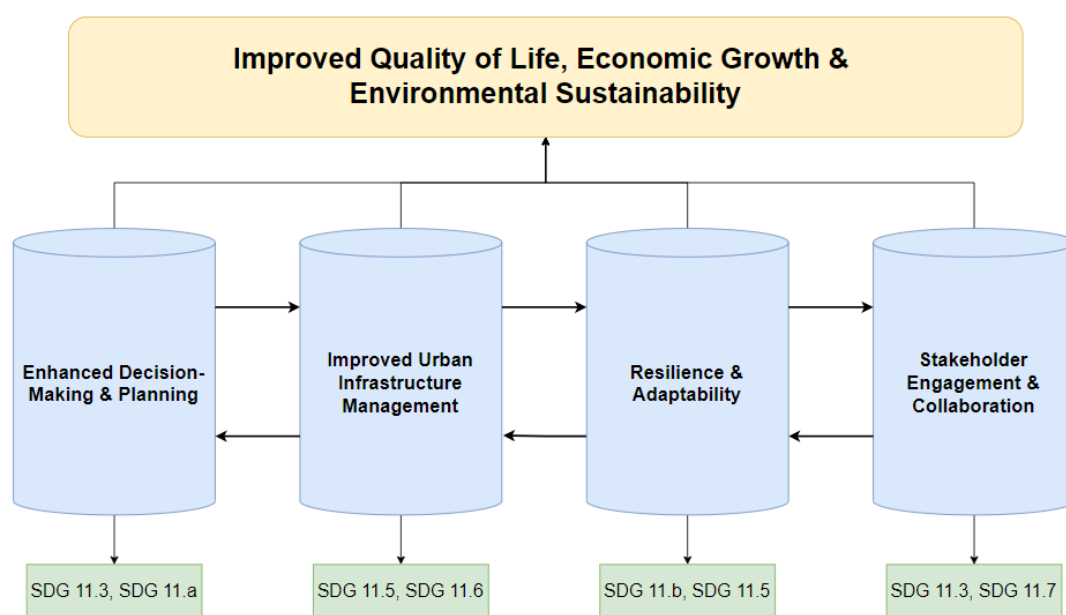 Improved Quality of Life, Economic Growth &
Environmental Sustainability
Enhanced Decision-
Making & Planning
Improved Urban
Infrastructure
Management
Resilience &
Adaptability
Stakeholder
Engagement &
Collaboration
SDG 11.3, SDG 11.a
SDG 11.5, SDG 11.6
SDG 11.b, SDG 11.5
SDG 11.3, SDG 11.7